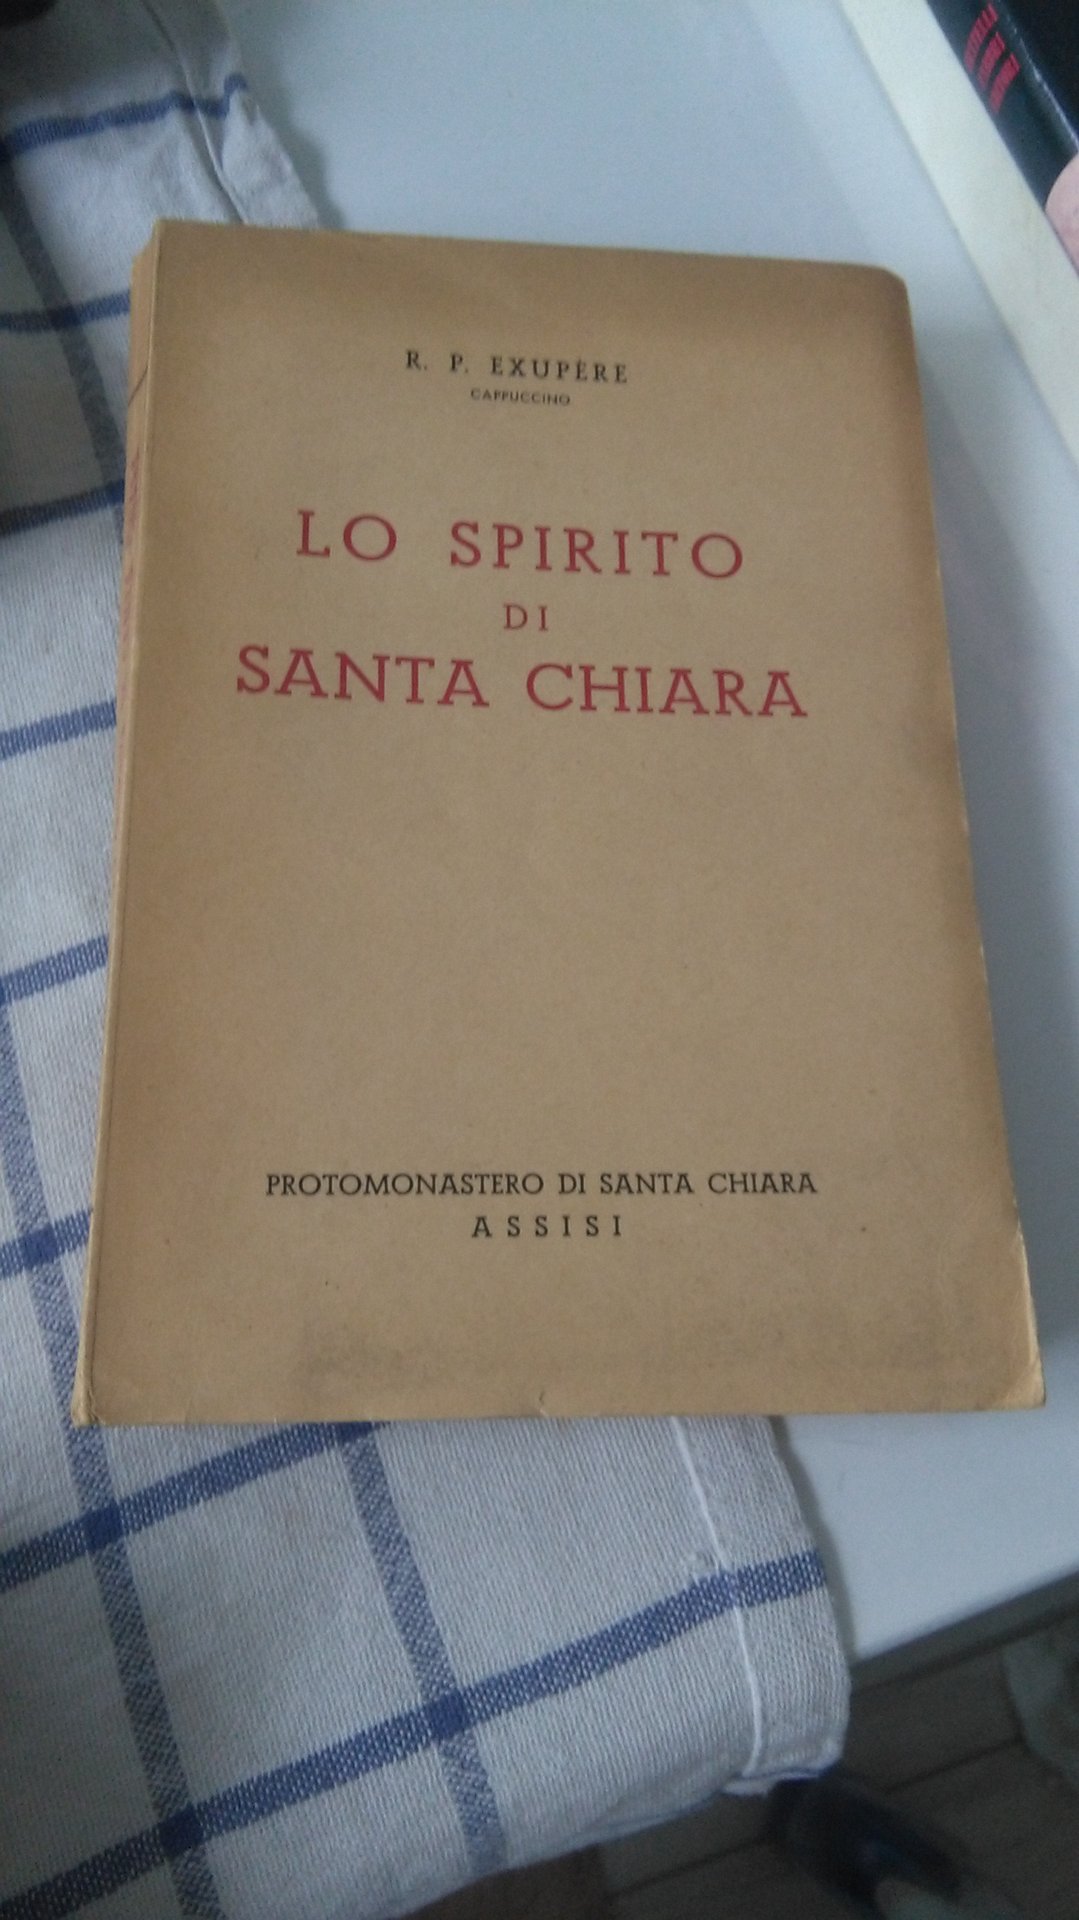 R. P. EXUPÈRE
CAPPUCCINO
LO SPIRITO
DI
SANTA CHIARA
PROTOMONASTERO DI SANTA CHIARA
ASSISI